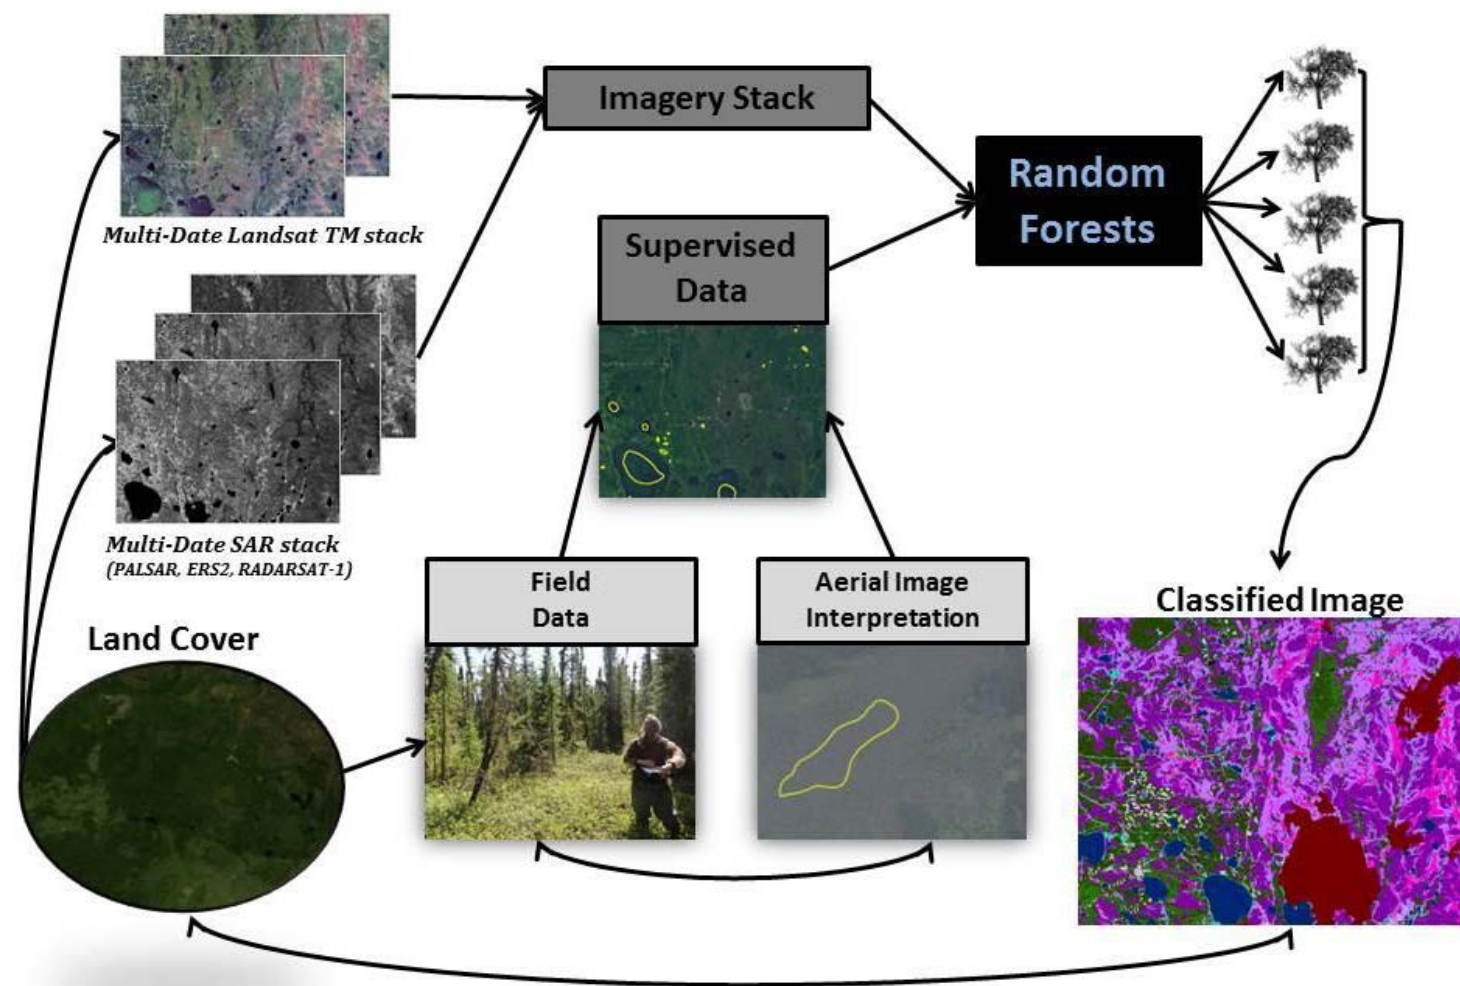 Imagery Stack
Random
Forests
Multi-Date Landsat TM stack
Supervised
Data
Multi-Date SAR stack
(PALSAR, ERS2, RADARSAT-1)
Field
Data
Aerial Image
Interpretation
Classified Image
Land Cover